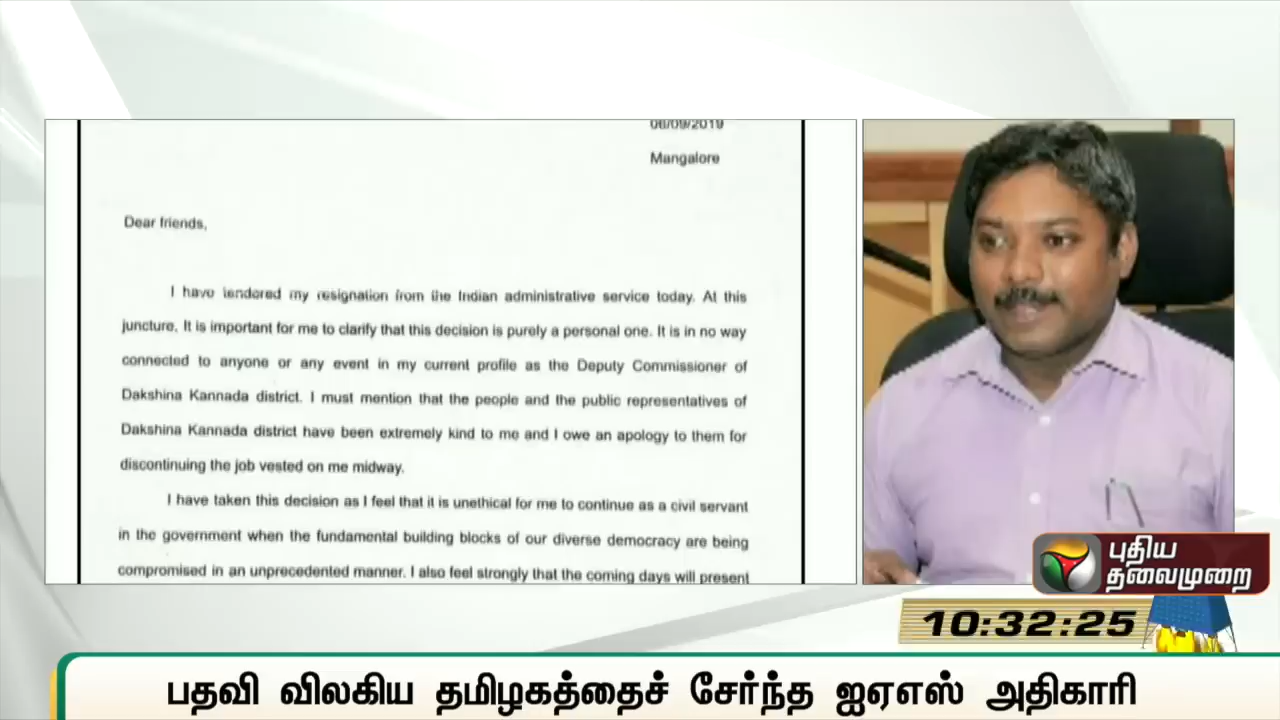 06/09/2019
Mangalore
Dear friends,
I have tendered my resignation from the Indian administrative service today. At this
juncture. It is important for me to clarify that this decision is purely a personal one. It is in no way
connected to anyone or any event in my current profile as the Deputy Commissioner of
Dakshina Kannada district. I must mention that the people and the public representatives of
Dakshina Kannada district have been extremely kind to me and I owe an apology to them for
discontinuing the job vested on me midway.
I have taken this decision as I feel that it is unethical for me to continue as a civil servant
in the government when the fundamental building blocks of our diverse democracy are being
compromised in an unprecedented manner. I also feel strongly that the coming days will present
புதிய
தலைமுறை
10:32:25
பதவி விலகிய தமிழகத்தைச் சேர்ந்த ஐஏஎஸ் அதிகாரி